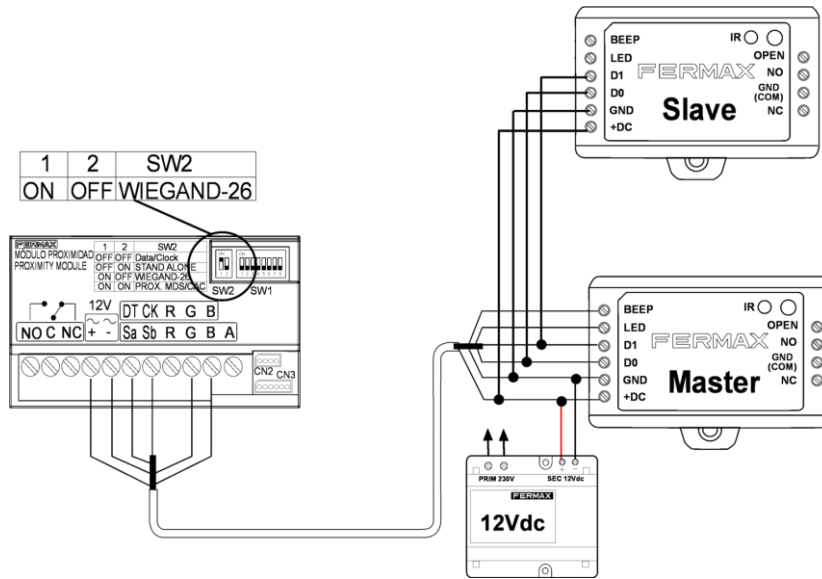 1 2 SW2
ON OFF WIEGAND-26
FERMAX
MÓDULO PROXIMIDAD
PROXIMITY MODULE
1 2 SW2
OFF OFF Data/Clock
OFF ON STAND ALONE
ON OFF WIEGAND-26
ON ON PROX. MDS/CAC
ON
ON
SW2 SW1
12V
DT CK R G B
NO C NC + - Sa Sb R G B A
CN2 CN3
BEEP
LED
D1
D0
GND
+DC
FERMAX
Slave
IR
OPEN
NO
GND
(COM)
NC
BEEP
LED
D1
D0
GND
+DC
FERMAX
Master
IR
OPEN
NO
GND
(COM)
NC
PRIM 230V SEC 12Vdc
+ -
FERMAX
12Vdc